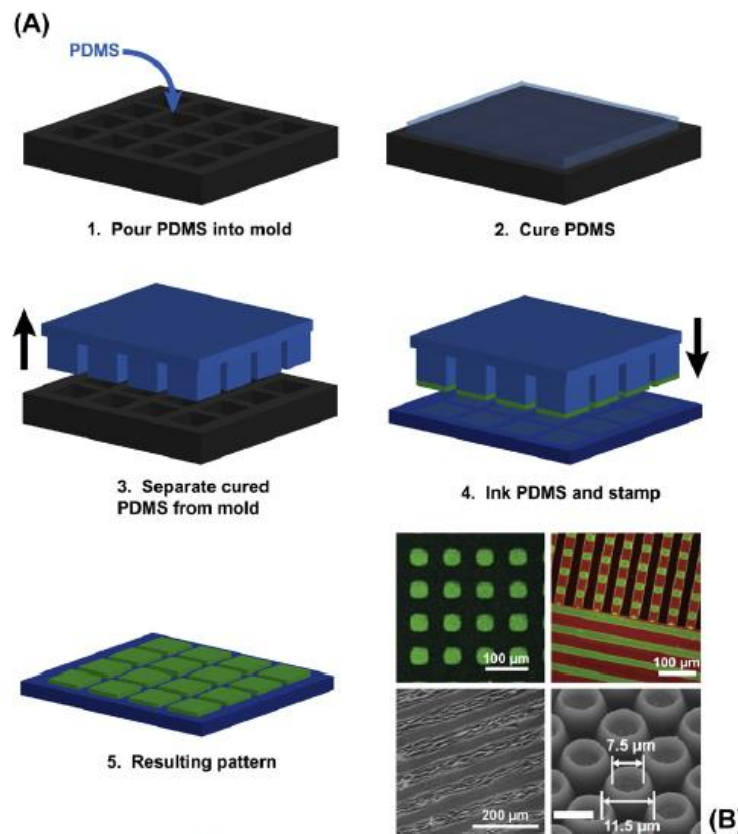 (A)
PDMS
1. Pour PDMS into mold
2. Cure PDMS
3. Separate cured
PDMS from mold
4. Ink PDMS and stamp
5. Resulting pattern
100 µm
100 µm
200 µm
7.5 µm
11.5 µm
(B)